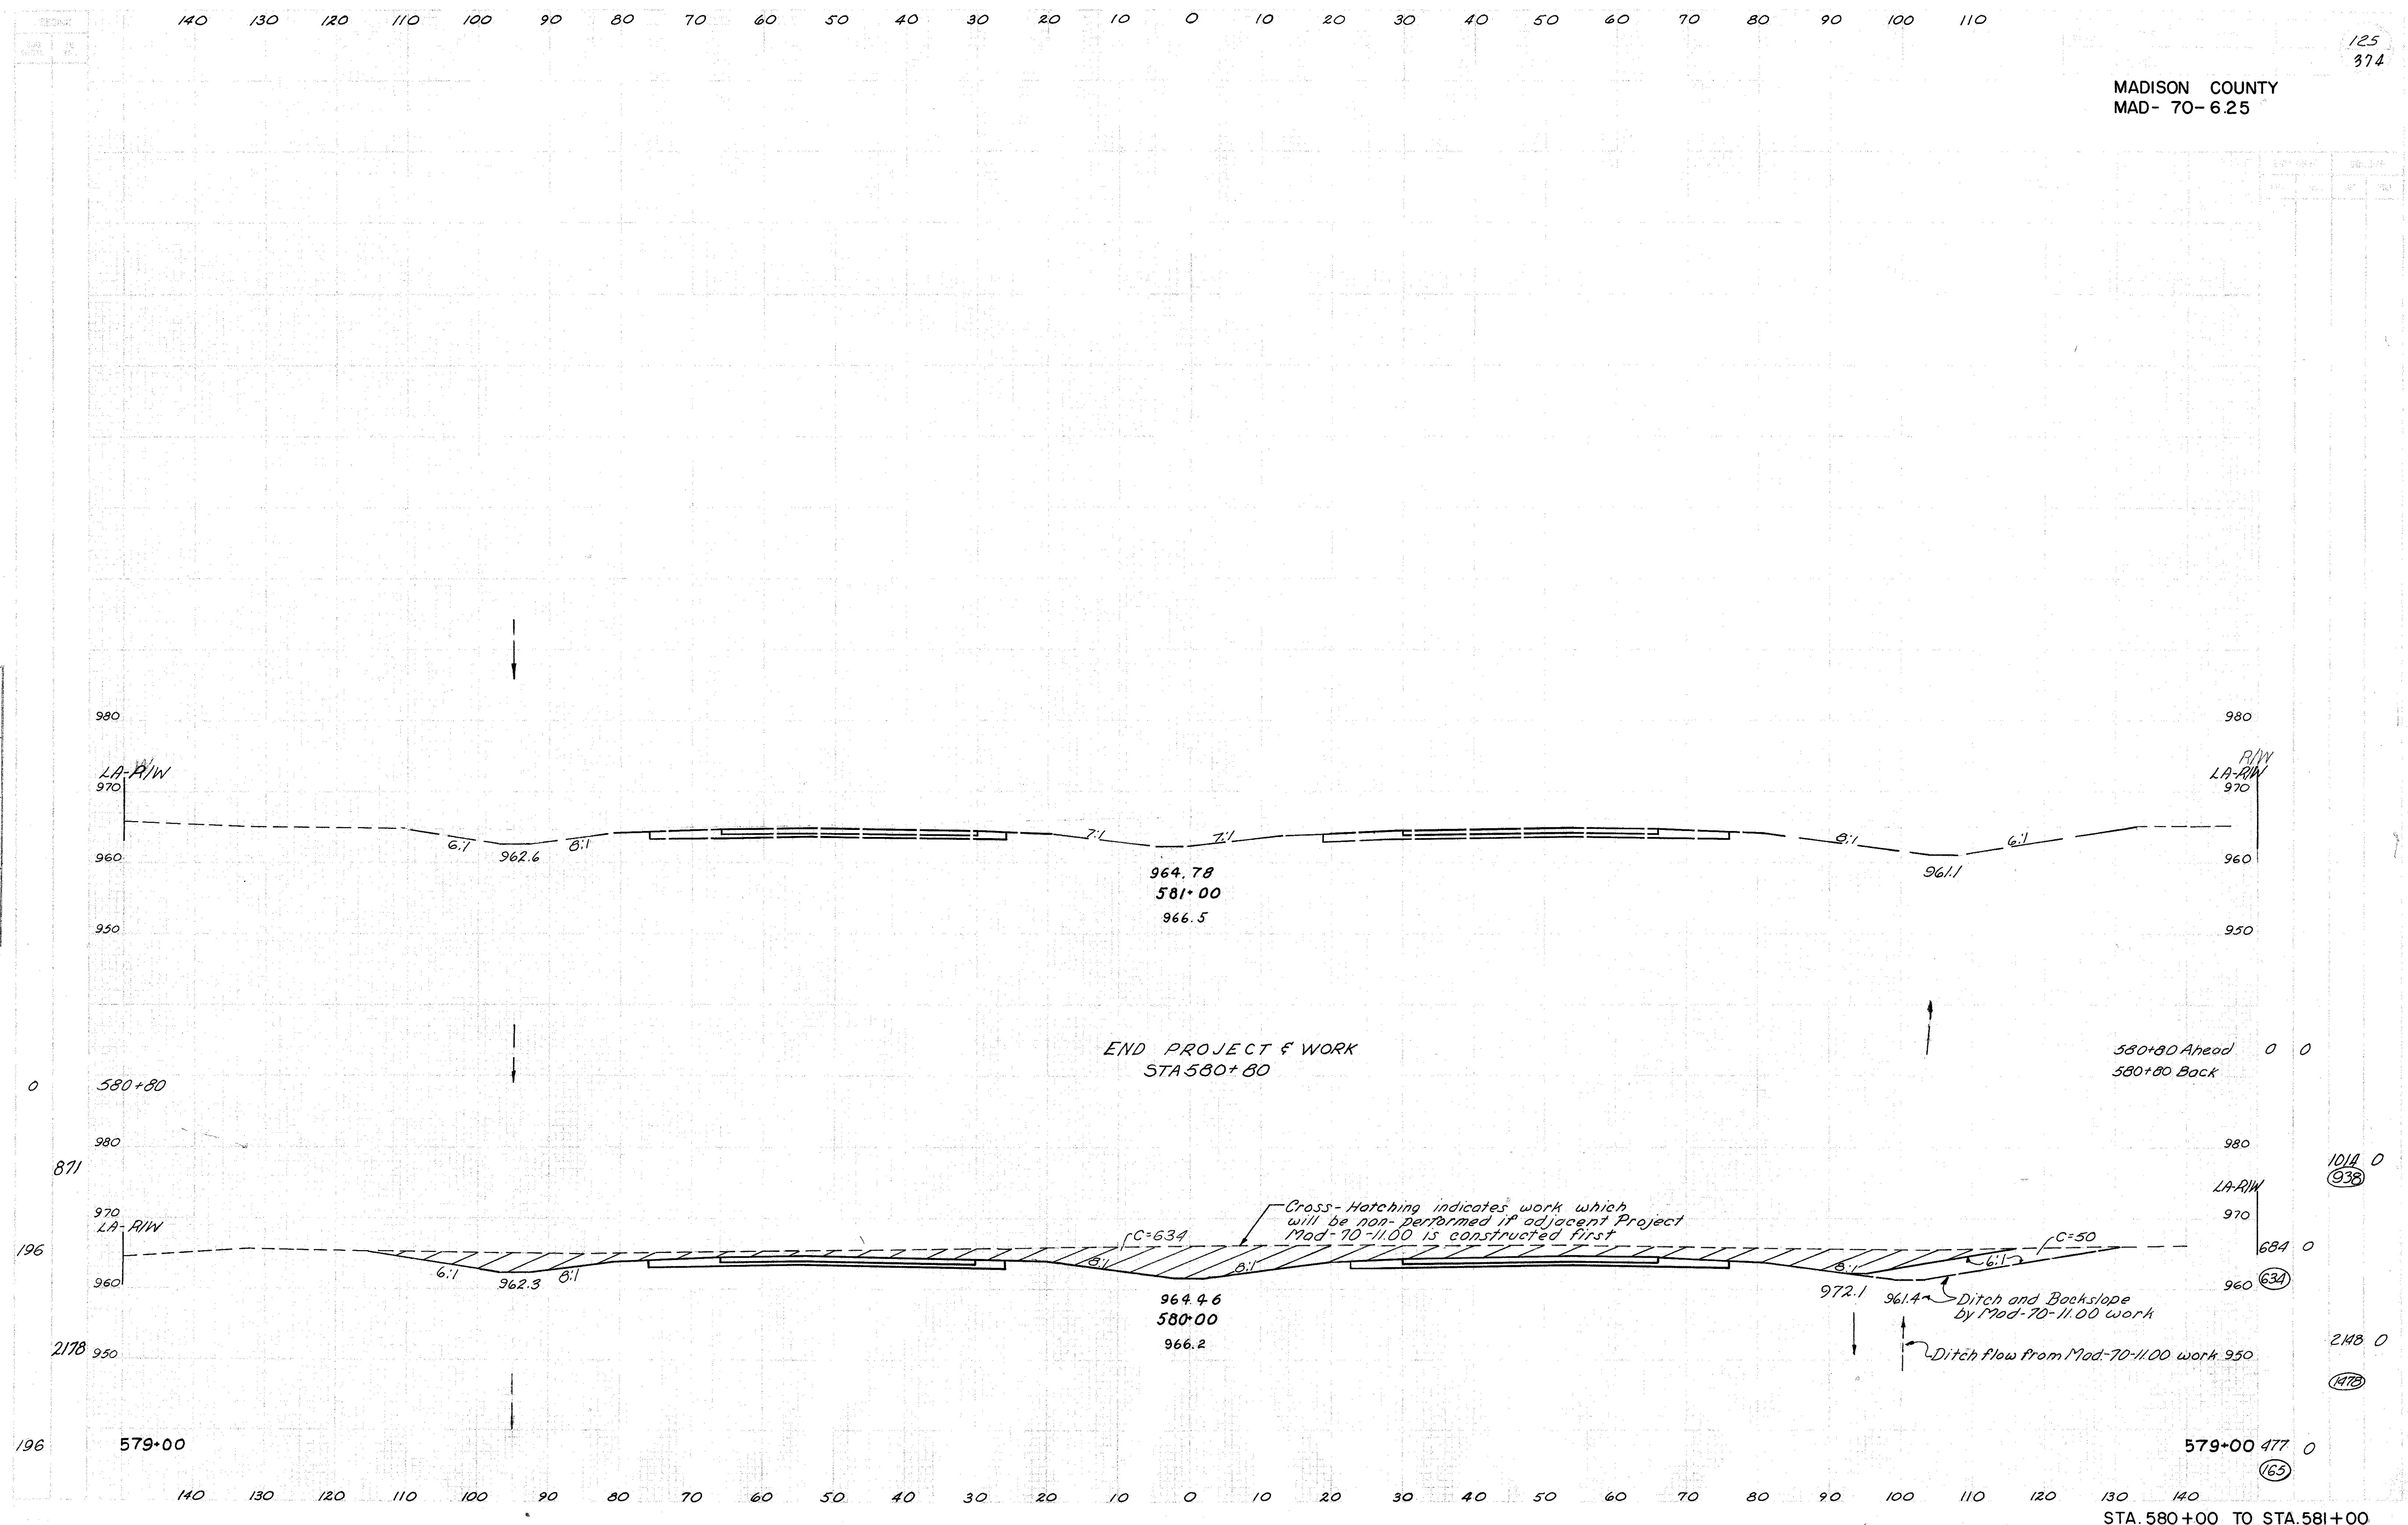 140 130 120 110 100 90 80 70 60 50 40 30 20 10 0 10 20 30 40 50 60 70 80 90 100 110
125
374
MADISON COUNTY
MAD- 70-6.25
980 980
R/W
LA-R/W LA-R/W
970 970
6:1 8:1 7:1 7:1 8:1 6:1
960 962.6 961.1 960
964.78
581+00
966.5
950 950
END PROJECT & WORK
STA 580+80
580+80 Ahead 0 0
580+80 Back
0 580+80
980 980
871
1014 0
938
LA-R/W
970 970
LA-R/W
Cross-Hatching indicates work which
will be non-performed if adjacent Project
Mad-70-11.00 is constructed first
C=634
C=50
196 684 0
6:1 8:1 8:1 8:1 8:1 6:1
960 962.3 972.1 961.4 960 634
964.46
580+00
966.2
Ditch and Backslope
by Mad-70-11.00 work
2178 950 2148 0
Ditch flow from Mad-70-11.00 work 950
1478
196 579+00 579+00 477 0
165
140 130 120 110 100 90 80 70 60 50 40 30 20 10 0 10 20 30 40 50 60 70 80 90 100 110 120 130 140
STA. 580+00 TO STA. 581+00